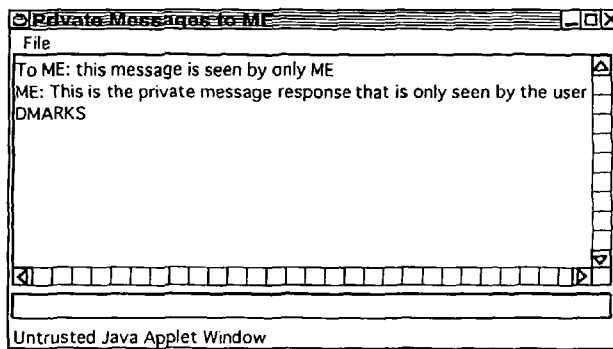 Private Messages to ME
File
To ME: this message is seen by only ME
ME: This is the private message response that is only seen by the user
DMARKS
Untrusted Java Applet Window